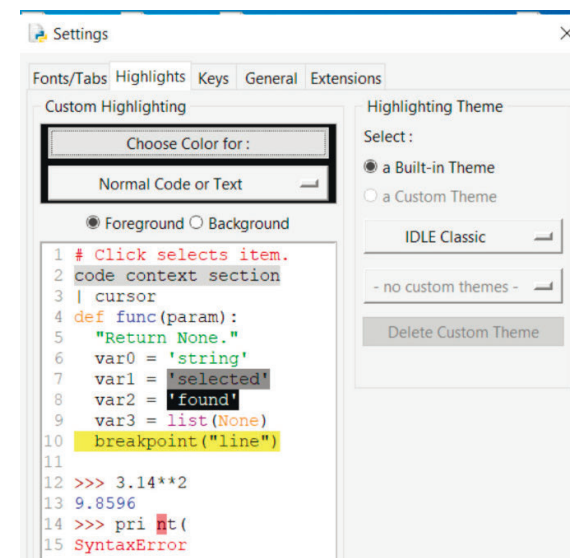 Settings
Fonts/Tabs Highlights Keys General Extensions
Custom Highlighting
Choose Color for :
Normal Code or Text
Foreground Background
1 # Click selects item.
2 code context section
3 | cursor
4 def func(param):
5   "Return None."
6   var0 = 'string'
7   var1 = 'selected'
8   var2 = 'found'
9   var3 = list(None)
10   breakpoint("line")
11
12 >>> 3.14**2
13 9.8596
14 >>> pri nt(
15 SyntaxError
Highlighting Theme
Select :
a Built-in Theme
a Custom Theme
IDLE Classic
- no custom themes -
Delete Custom Theme